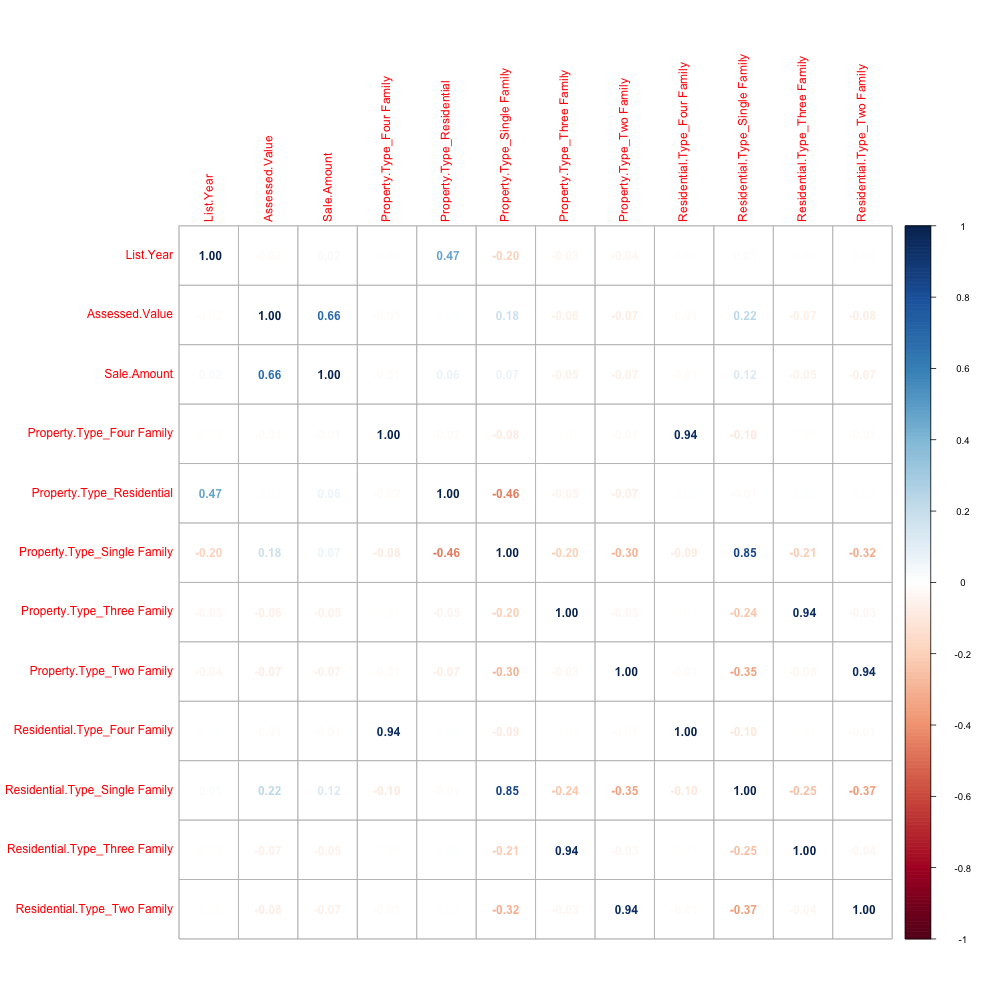 List.Year
Assessed.Value
Sale.Amount
Property.Type_Four Family
Property.Type_Residential
Property.Type_Single Family
Property.Type_Three Family
Property.Type_Two Family
Residential.Type_Four Family
Residential.Type_Single Family
Residential.Type_Three Family
Residential.Type_Two Family
List.Year 1.00 0.47 -0.20 -0.03 -0.04
Assessed.Value 1.00 0.66 0.18 -0.06 -0.07 0.22 -0.07 -0.08
Sale.Amount 0.66 1.00 0.06 0.07 -0.05 -0.07 0.12 -0.05 -0.07
Property.Type_Four Family 1.00 -0.08 0.94 -0.10
Property.Type_Residential 0.47 0.06 1.00 -0.46 -0.05 -0.07
Property.Type_Single Family -0.20 0.18 0.07 -0.08 -0.46 1.00 -0.20 -0.30 -0.09 0.85 -0.21 -0.32
Property.Type_Three Family -0.03 -0.06 -0.05 -0.05 -0.20 1.00 -0.03 -0.24 0.94 -0.03
Property.Type_Two Family -0.04 -0.07 -0.07 -0.07 -0.30 -0.03 1.00 -0.35 -0.03 0.94
Residential.Type_Four Family 0.94 -0.09 1.00 -0.10
Residential.Type_Single Family 0.22 0.12 -0.10 0.85 -0.24 -0.35 -0.10 1.00 -0.25 -0.37
Residential.Type_Three Family -0.07 -0.05 -0.21 0.94 -0.03 -0.25 1.00 -0.04
Residential.Type_Two Family -0.08 -0.07 -0.32 -0.03 0.94 -0.37 -0.04 1.00
1
0.8
0.6
0.4
0.2
0
-0.2
-0.4
-0.6
-0.8
-1